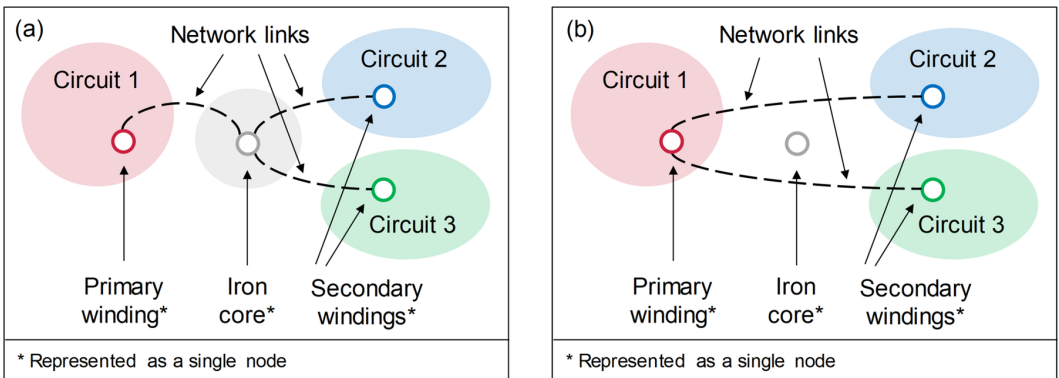 (a)
Network links
Circuit 1
Circuit 2
Circuit 3
Primary
winding*
Iron
core*
Secondary
windings*
* Represented as a single node
(b)
Network links
Circuit 1
Circuit 2
Circuit 3
Primary
winding*
Iron
core*
Secondary
windings*
* Represented as a single node